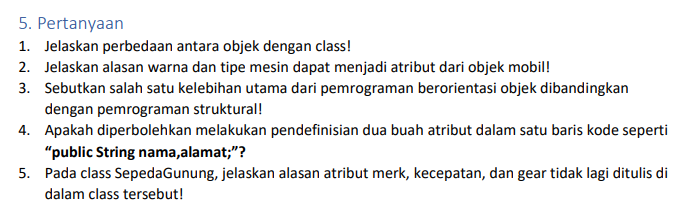 5. Pertanyaan
1. Jelaskan perbedaan antara objek dengan class!
2. Jelaskan alasan warna dan tipe mesin dapat menjadi atribut dari objek mobil!
3. Sebutkan salah satu kelebihan utama dari pemrograman berorientasi objek dibandingkan
dengan pemrograman struktural!
4. Apakah diperbolehkan melakukan pendefinisian dua buah atribut dalam satu baris kode seperti
“public String nama,alamat;”?
5. Pada class SepedaGunung, jelaskan alasan atribut merk, kecepatan, dan gear tidak lagi ditulis di
dalam class tersebut!